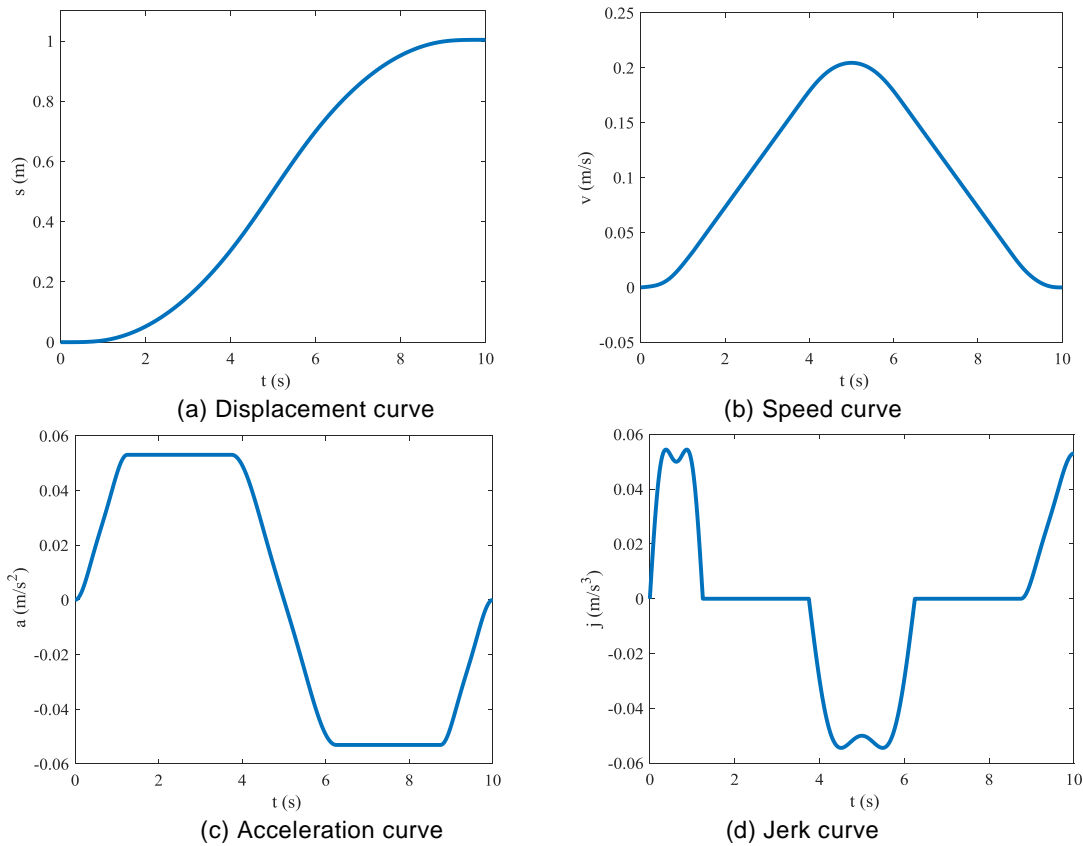 1
0.8
0.6
0.4
0.2
0
s (m)
0 2 4 6 8 10
t (s)
(a) Displacement curve
0.25
0.2
0.15
0.1
0.05
0
-0.05
v (m/s)
0 2 4 6 8 10
t (s)
(b) Speed curve
0.06
0.04
0.02
0
-0.02
-0.04
-0.06
a (m/s²)
0 2 4 6 8 10
t (s)
(c) Acceleration curve
0.06
0.04
0.02
0
-0.02
-0.04
-0.06
j (m/s³)
0 2 4 6 8 10
t (s)
(d) Jerk curve